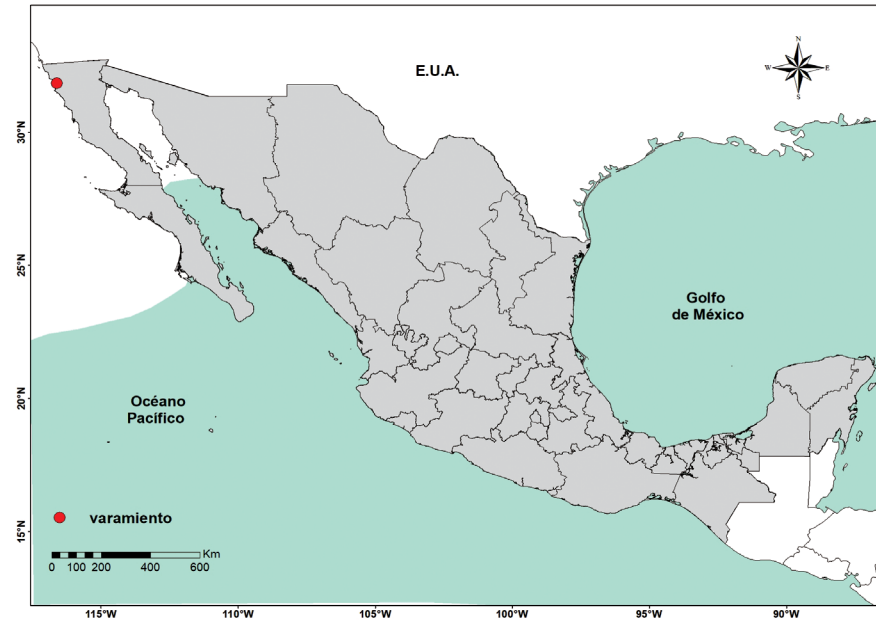 E.U.A.
N
W
E
S
30°N
25°N
20°N
15°N
Golfo
de México
Océano
Pacífico
varamiento
Km
0 100 200 400 600
115°W 110°W 105°W 100°W 95°W 90°W